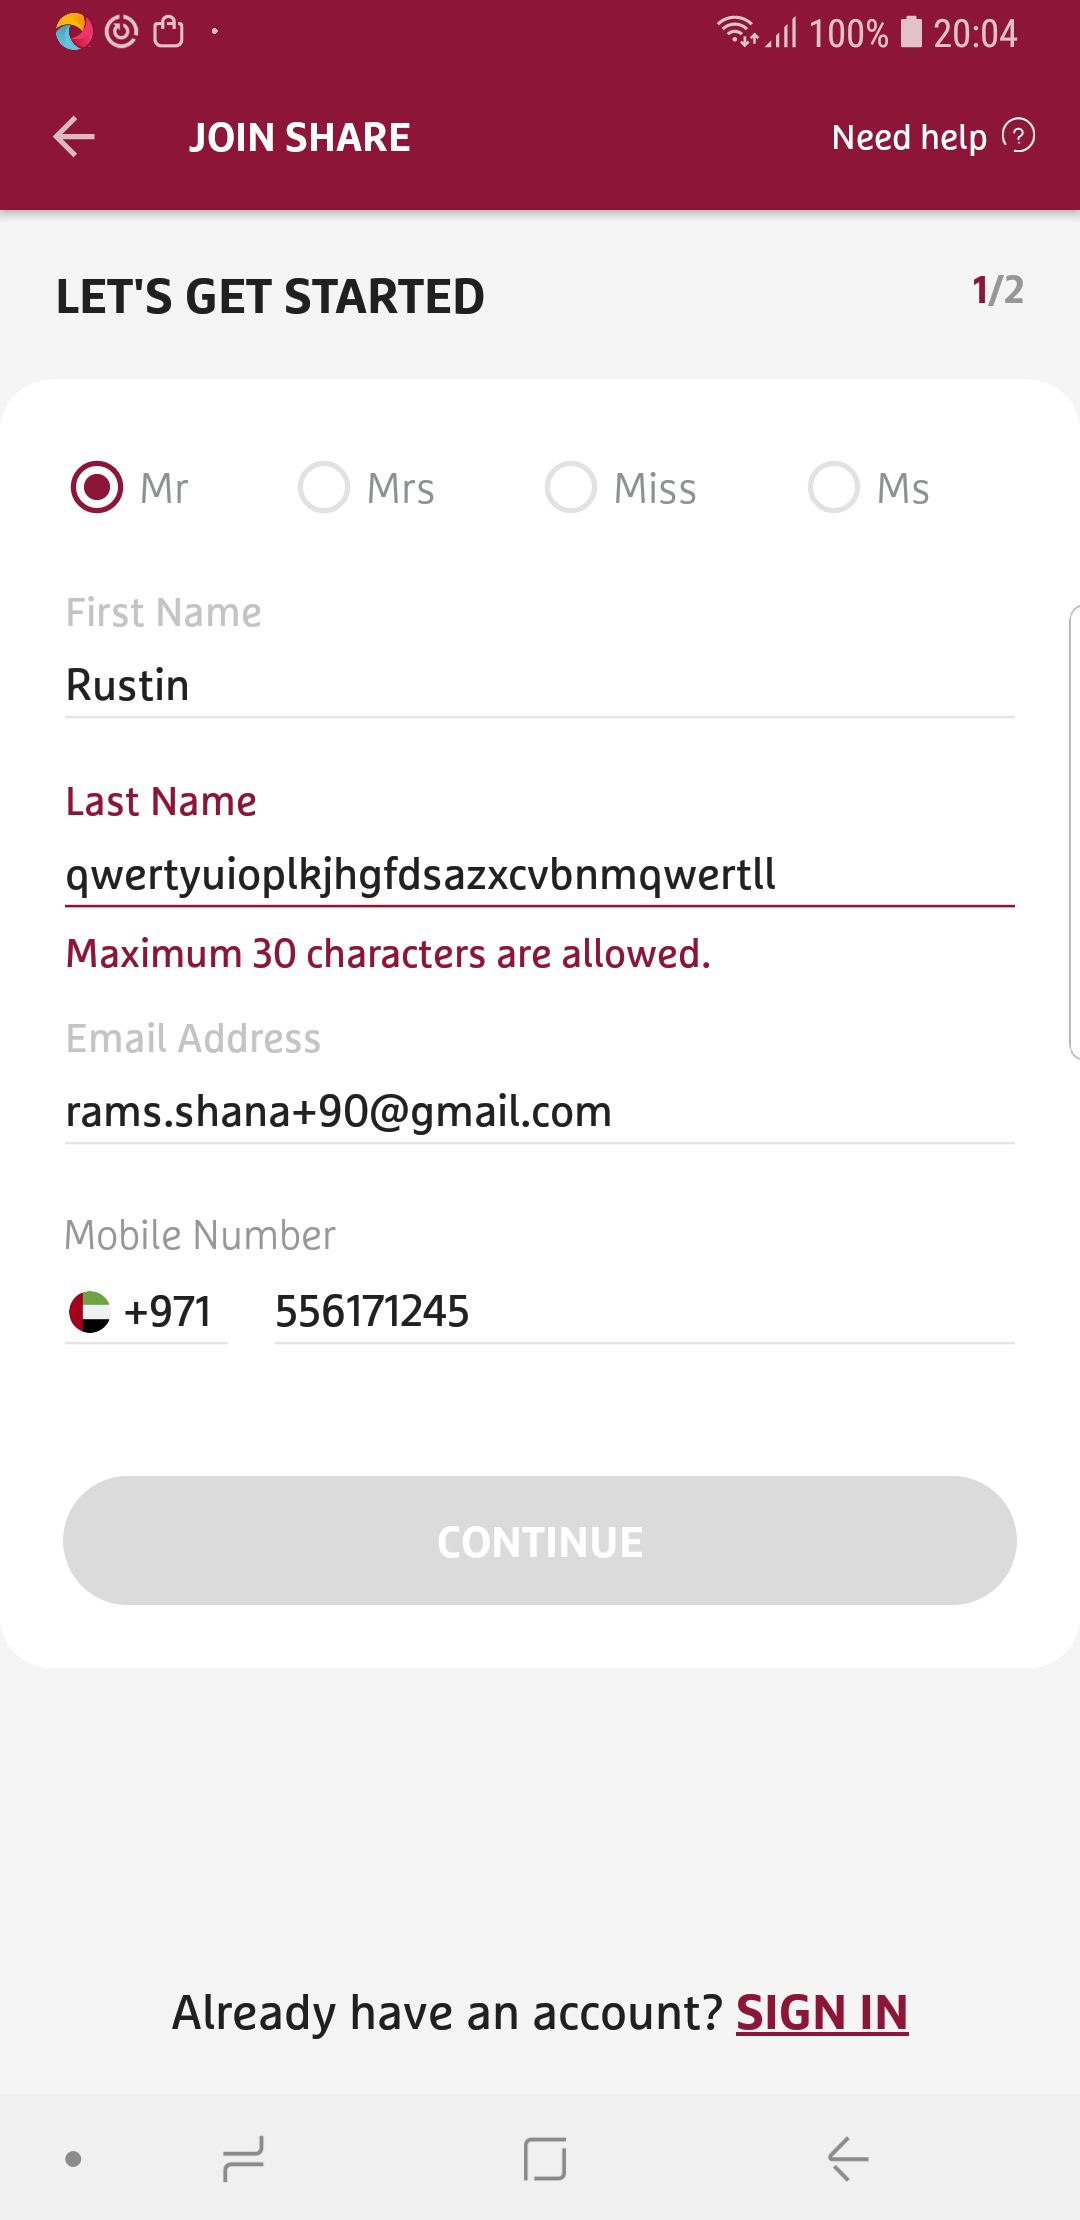 100% 20:04
JOIN SHARE Need help ?
LET'S GET STARTED 1/2
Mr Mrs Miss Ms
First Name
Rustin
Last Name
qwertyuioplkjhgfdsazxcvbnmqwertll
Maximum 30 characters are allowed.
Email Address
rams.shana+90@gmail.com
Mobile Number
+971 556171245
CONTINUE
Already have an account? SIGN IN